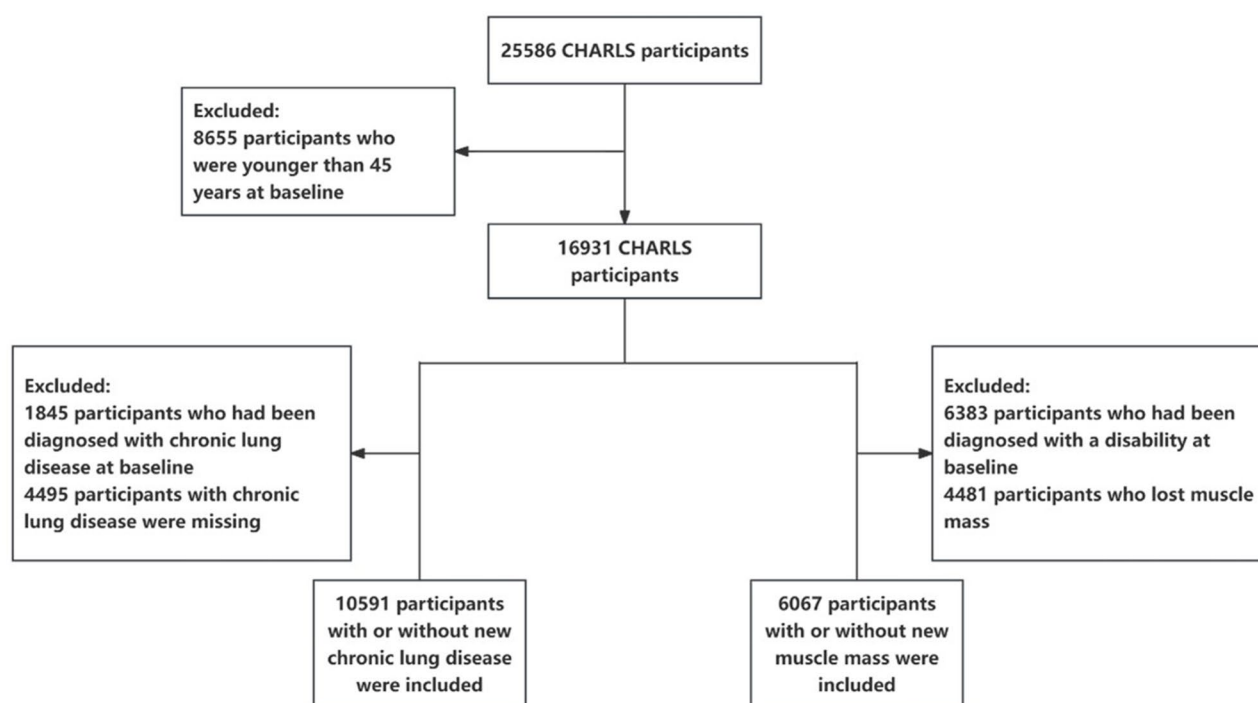 25586 CHARLS participants
Excluded:
8655 participants who
were younger than 45
years at baseline
16931 CHARLS
participants
Excluded:
1845 participants who had been
diagnosed with chronic lung
disease at baseline
4495 participants with chronic
lung disease were missing
Excluded:
6383 participants who had been
diagnosed with a disability at
baseline
4481 participants who lost muscle
mass
10591 participants
with or without new
chronic lung disease
were included
6067 participants
with or without new
muscle mass were
included